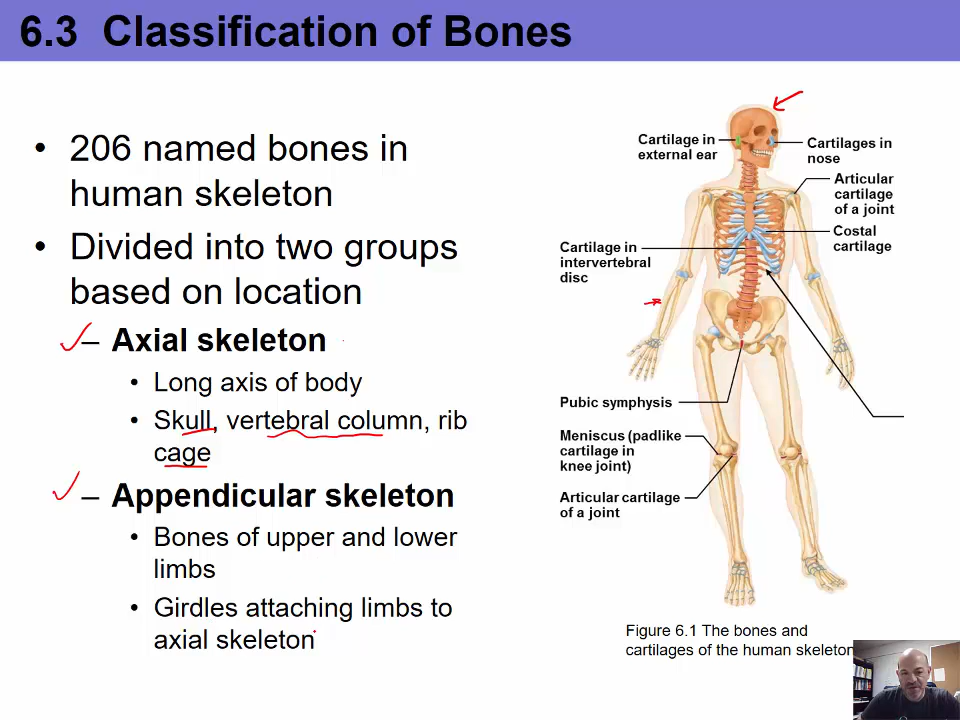 6.3 Classification of Bones
• 206 named bones in
human skeleton
• Divided into two groups
based on location
– Axial skeleton
• Long axis of body
• Skull, vertebral column, rib
cage
– Appendicular skeleton
• Bones of upper and lower
limbs
• Girdles attaching limbs to
axial skeleton
Cartilage in
external ear
Cartilages in
nose
Articular
cartilage
of a joint
Costal
cartilage
Cartilage in
intervertebral
disc
Pubic symphysis
Meniscus (padlike
cartilage in
knee joint)
Articular cartilage
of a joint
Figure 6.1 The bones and
cartilages of the human skeleton